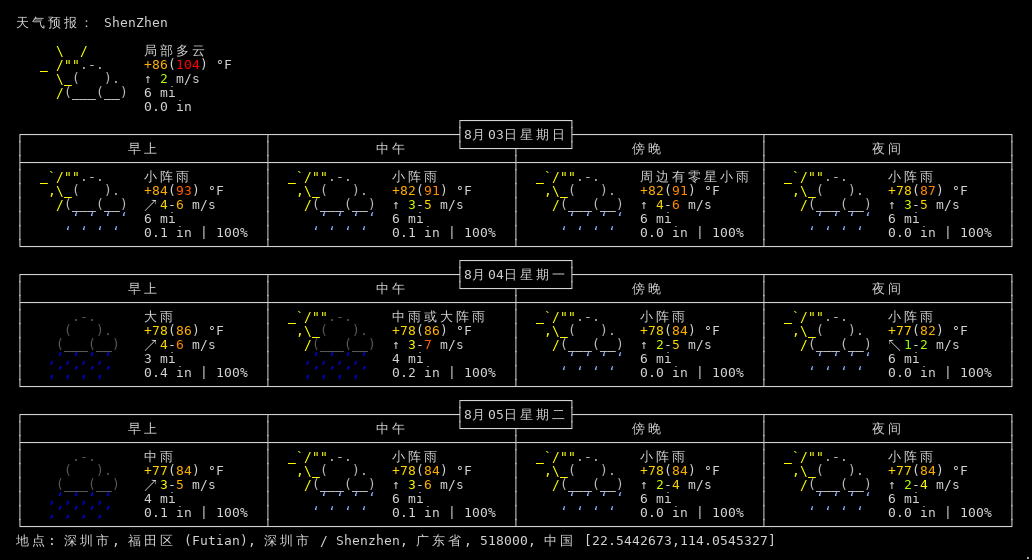 天气预报： ShenZhen
局部多云
+86(104) °F
↑ 2 m/s
6 mi
0.0 in
8月03日星期日
早上 中午 傍晚 夜间
小阵雨 小阵雨 周边有零星小雨 小阵雨
+84(93) °F +82(91) °F +82(91) °F +78(87) °F
↗ 4-6 m/s ↑ 3-5 m/s ↑ 4-6 m/s ↑ 3-5 m/s
6 mi 6 mi 6 mi 6 mi
0.1 in | 100% 0.1 in | 100% 0.0 in | 100% 0.0 in | 100%
8月04日星期一
早上 中午 傍晚 夜间
大雨 中雨或大阵雨 小阵雨 小阵雨
+78(86) °F +78(86) °F +78(84) °F +77(82) °F
↗ 4-6 m/s ↑ 3-7 m/s ↑ 2-5 m/s ↖ 1-2 m/s
3 mi 4 mi 6 mi 6 mi
0.4 in | 100% 0.2 in | 100% 0.0 in | 100% 0.0 in | 100%
8月05日星期二
早上 中午 傍晚 夜间
中雨 小阵雨 小阵雨 小阵雨
+77(84) °F +78(84) °F +78(84) °F +77(84) °F
↗ 3-5 m/s ↑ 3-6 m/s ↑ 2-4 m/s ↑ 2-4 m/s
4 mi 6 mi 6 mi 6 mi
0.1 in | 100% 0.1 in | 100% 0.0 in | 100% 0.0 in | 100%
地点: 深圳市, 福田区 (Futian), 深圳市 / Shenzhen, 广东省, 518000, 中国 [22.5442673,114.0545327]